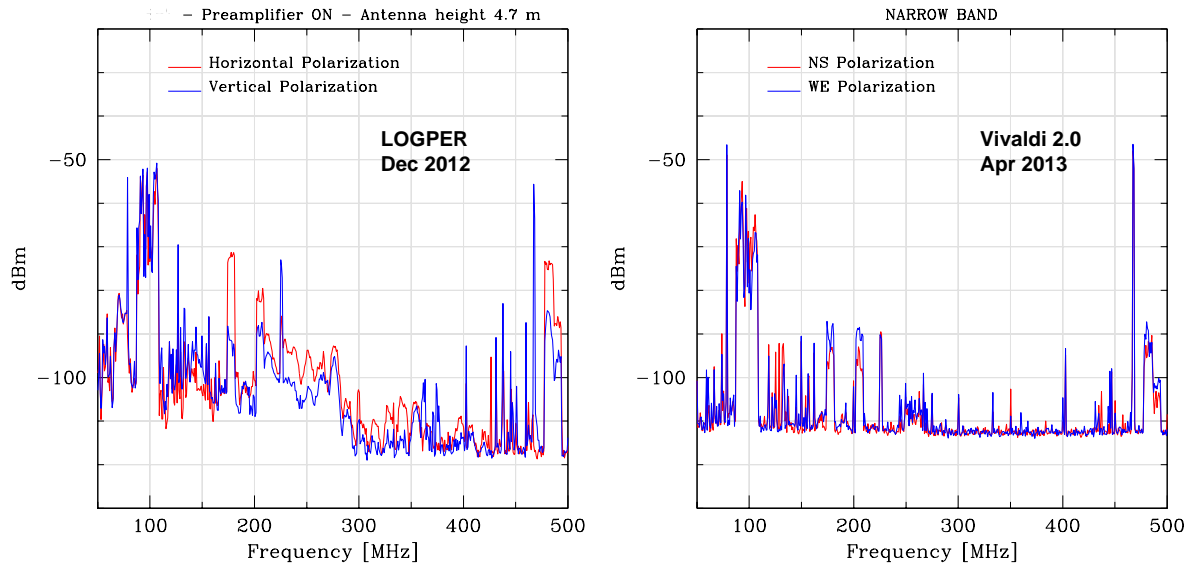 – Preamplifier ON – Antenna height 4.7 m
Horizontal Polarization
Vertical Polarization
LOGPER
Dec 2012
−50
−100
dBm
100 200 300 400 500
Frequency [MHz]
NARROW BAND
NS Polarization
WE Polarization
Vivaldi 2.0
Apr 2013
−50
−100
dBm
100 200 300 400 500
Frequency [MHz]